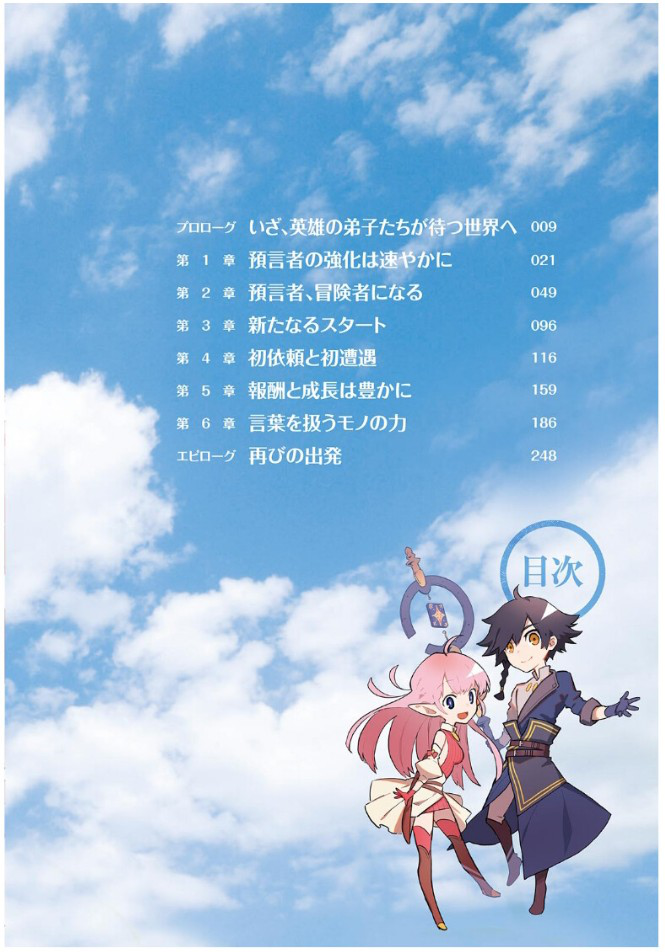 プロローグ いざ、英雄の弟子たちが待つ世界へ 009
第1章 預言者の強化は速やかに 021
第2章 預言者、冒険者になる 049
第3章 新たなるスタート 096
第4章 初依頼と初遭遇 116
第5章 報酬と成長は豊かに 159
第6章 言葉を扱うモノの力 186
エピローグ 再びの出発 248
目次